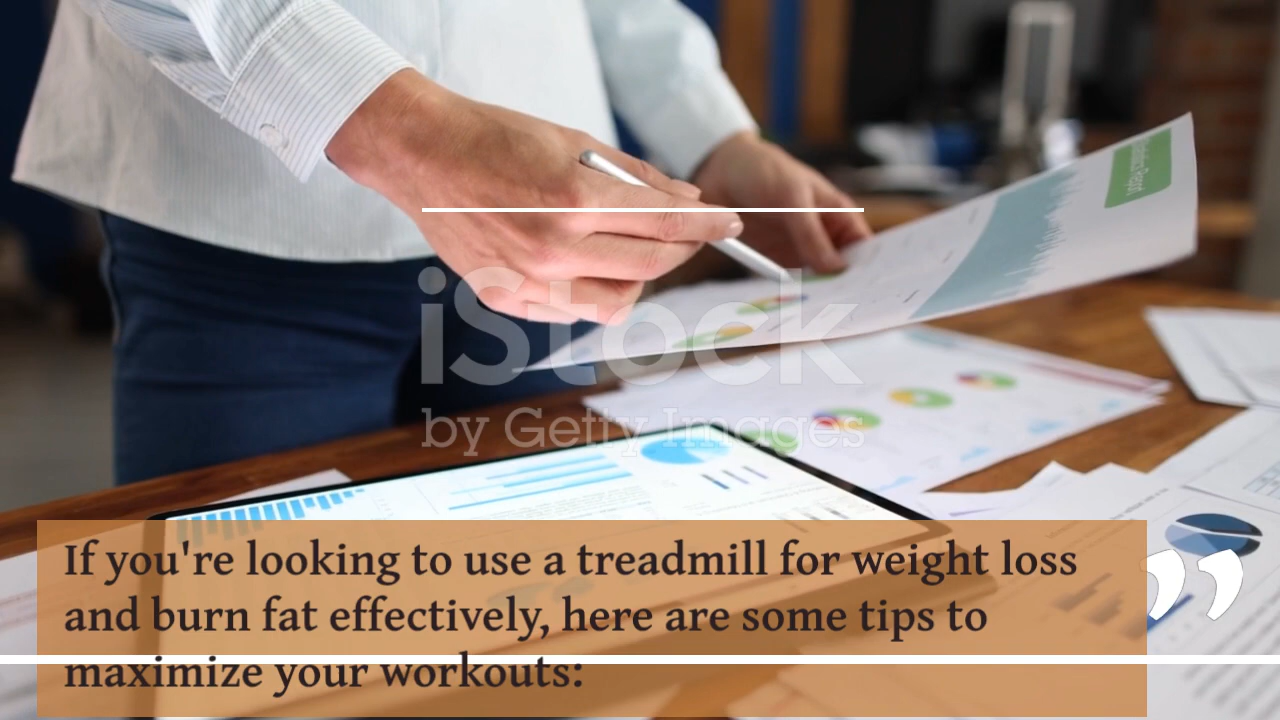 iStock
by Getty Images
If you're looking to use a treadmill for weight loss
and burn fat effectively, here are some tips to
maximize your workouts:
”